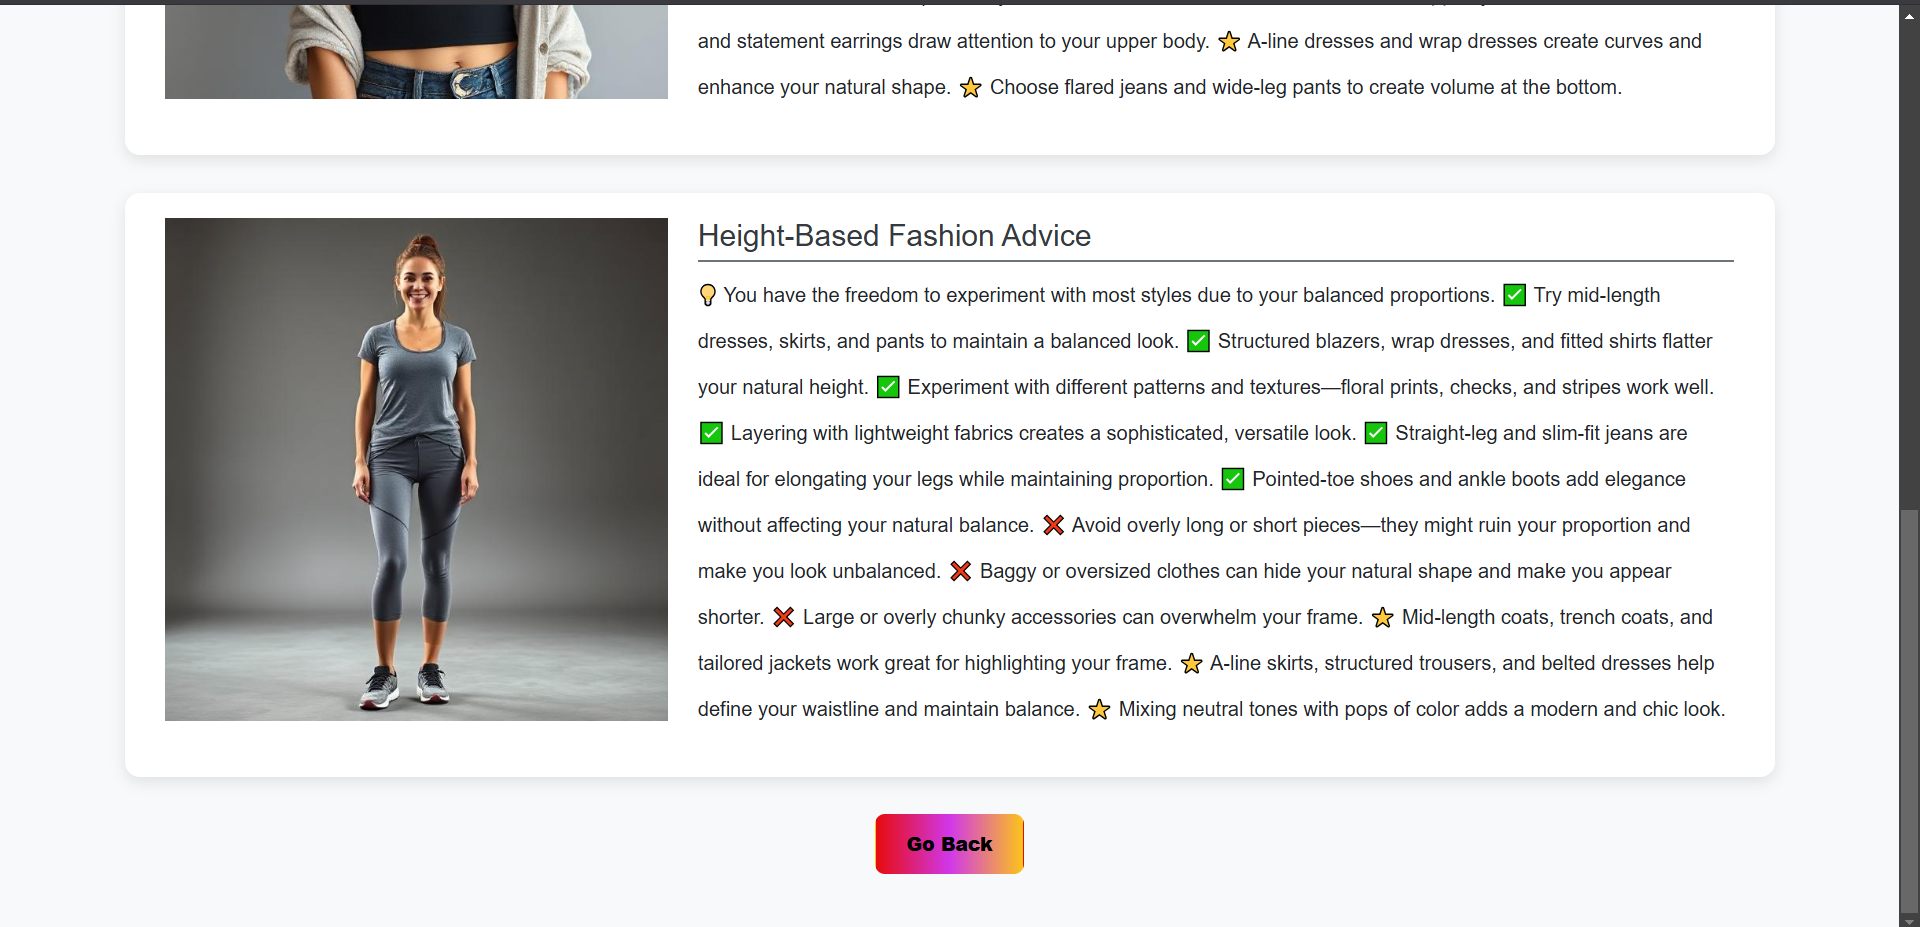 and statement earrings draw attention to your upper body. ⭐ A-line dresses and wrap dresses create curves and
enhance your natural shape. ⭐ Choose flared jeans and wide-leg pants to create volume at the bottom.
Height-Based Fashion Advice
💡 You have the freedom to experiment with most styles due to your balanced proportions. ✅ Try mid-length
dresses, skirts, and pants to maintain a balanced look. ✅ Structured blazers, wrap dresses, and fitted shirts flatter
your natural height. ✅ Experiment with different patterns and textures—floral prints, checks, and stripes work well.
✅ Layering with lightweight fabrics creates a sophisticated, versatile look. ✅ Straight-leg and slim-fit jeans are
ideal for elongating your legs while maintaining proportion. ✅ Pointed-toe shoes and ankle boots add elegance
without affecting your natural balance. ❌ Avoid overly long or short pieces—they might ruin your proportion and
make you look unbalanced. ❌ Baggy or oversized clothes can hide your natural shape and make you appear
shorter. ❌ Large or overly chunky accessories can overwhelm your frame. ⭐ Mid-length coats, trench coats, and
tailored jackets work great for highlighting your frame. ⭐ A-line skirts, structured trousers, and belted dresses help
define your waistline and maintain balance. ⭐ Mixing neutral tones with pops of color adds a modern and chic look.
Go Back